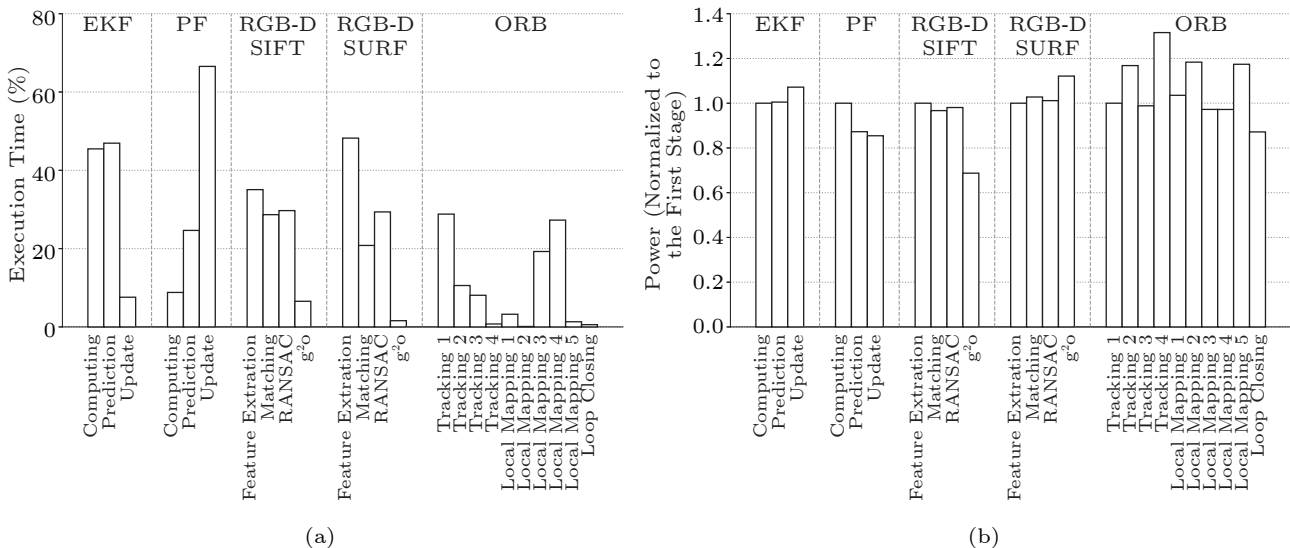 80
60
40
20
0
Execution Time (%)
EKF
PF
RGB-D
SIFT
RGB-D
SURF
ORB
Computing
Prediction
Update
Computing
Prediction
Update
Feature Extration
Matching
RANSAC
g²o
Feature Extration
Matching
RANSAC
g²o
Tracking 1
Tracking 2
Tracking 3
Tracking 4
Local Mapping 1
Local Mapping 2
Local Mapping 3
Local Mapping 4
Local Mapping 5
Loop Closing
(a)
1.4
1.2
1.0
0.8
0.6
0.4
0.2
0.0
Power (Normalized to
the First Stage)
EKF
PF
RGB-D
SIFT
RGB-D
SURF
ORB
Computing
Prediction
Update
Computing
Prediction
Update
Feature Extration
Matching
RANSAC
g²o
Feature Extration
Matching
RANSAC
g²o
Tracking 1
Tracking 2
Tracking 3
Tracking 4
Local Mapping 1
Local Mapping 2
Local Mapping 3
Local Mapping 4
Local Mapping 5
Loop Closing
(b)